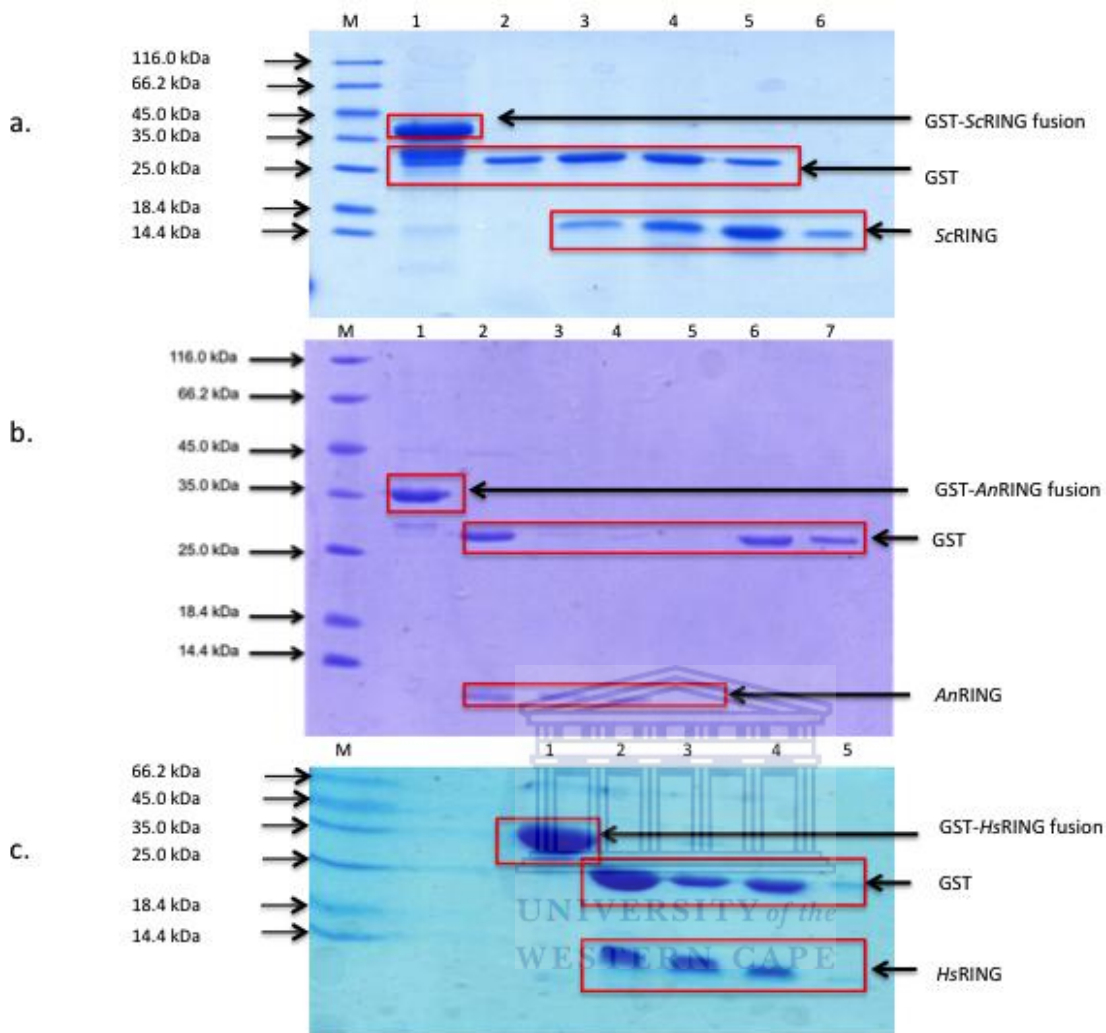 M 1 2 3 4 5 6
116.0 kDa
66.2 kDa
45.0 kDa
35.0 kDa
25.0 kDa
18.4 kDa
14.4 kDa
a.
GST-ScRING fusion
GST
ScRING
M 1 2 3 4 5 6 7
116.0 kDa
66.2 kDa
45.0 kDa
35.0 kDa
25.0 kDa
18.4 kDa
14.4 kDa
b.
GST-AnRING fusion
GST
AnRING
M 1 2 3 4 5
66.2 kDa
45.0 kDa
35.0 kDa
25.0 kDa
18.4 kDa
14.4 kDa
c.
GST-HsRING fusion
GST
HsRING
UNIVERSITY of the
WESTERN CAPE